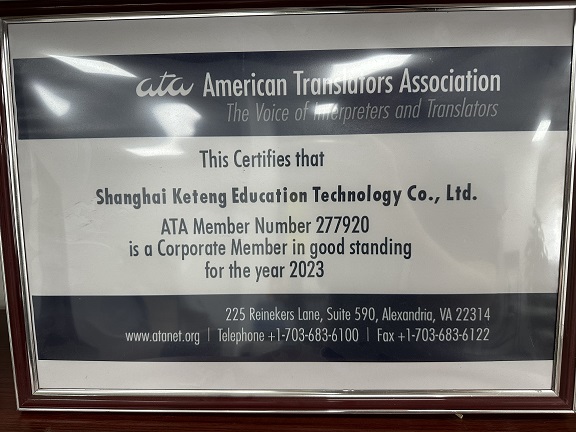 ata American Translators Association
The Voice of Interpreters and Translators
This Certifies that
Shanghai Keteng Education Technology Co., Ltd.
ATA Member Number 277920
is a Corporate Member in good standing
for the year 2023
225 Reinekers Lane, Suite 590, Alexandria, VA 22314
www.atanet.org | Telephone +1-703-683-6100 | Fax +1-703-683-6122